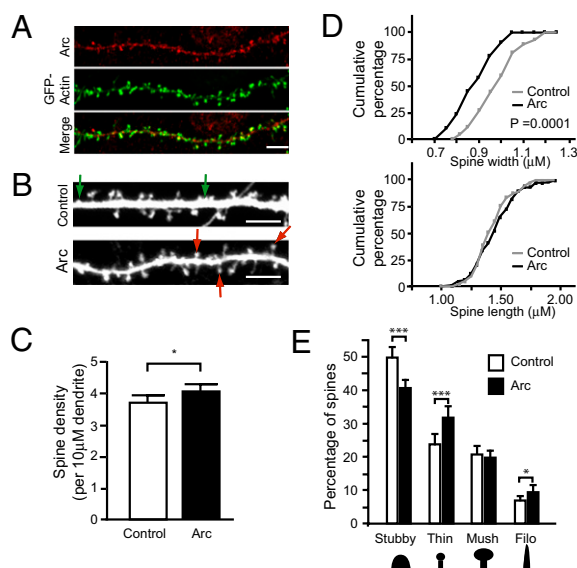 A
Arc
GFP-
Actin
Merge
B
Control
Arc
C
Spine density
(per 10μM dendrite)
5
4
3
2
1
0
*
Control
Arc
D
Cumulative
percentage
100
75
50
25
0
Control
Arc
P =0.0001
0.7
0.9
1.1
1.3
Spine width (μM)
Cumulative
percentage
100
75
50
25
0
Control
Arc
1.00
1.50
2.00
Spine length (μM)
E
Percentage of spines
50
40
30
20
10
0
***
***
*
Control
Arc
Stubby Thin Mush Filo